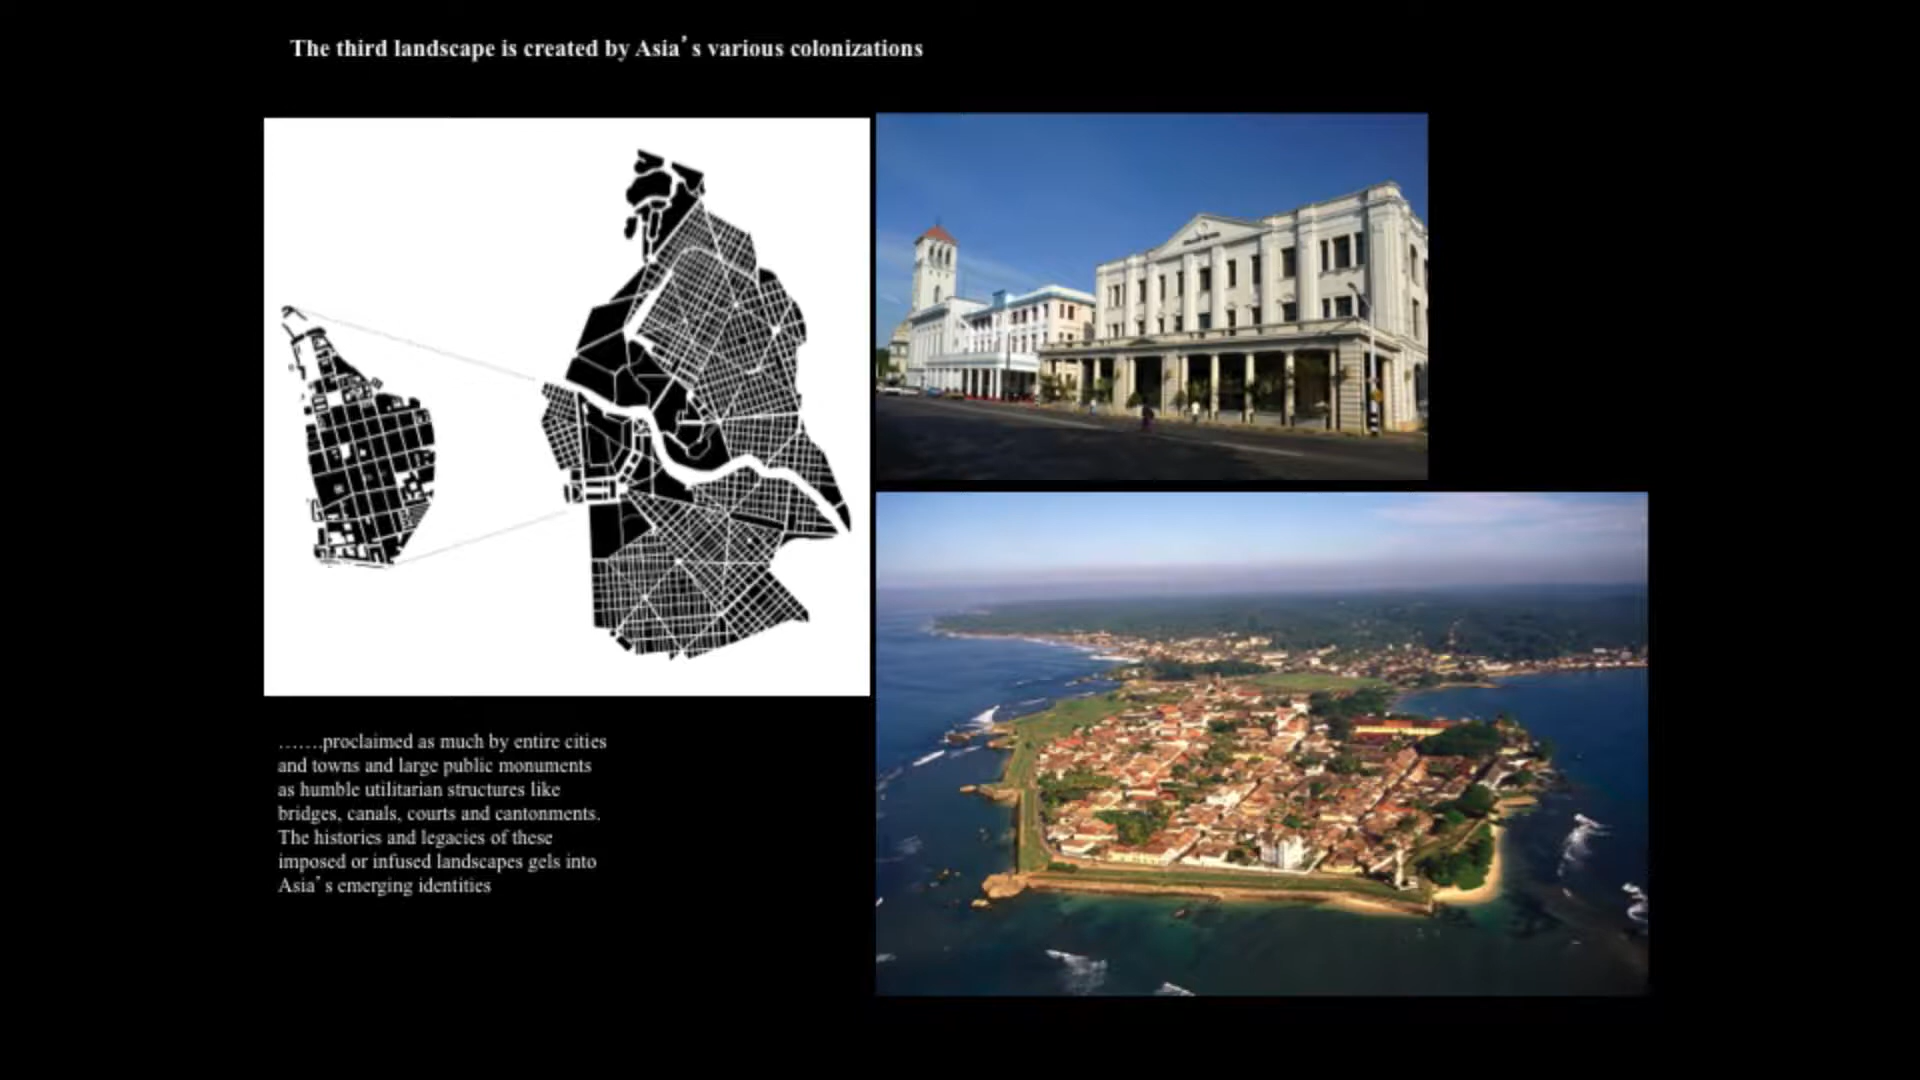 The third landscape is created by Asia’s various colonizations
…….proclaimed as much by entire cities
and towns and large public monuments
as humble utilitarian structures like
bridges, canals, courts and cantonments.
The histories and legacies of these
imposed or infused landscapes gels into
Asia’s emerging identities